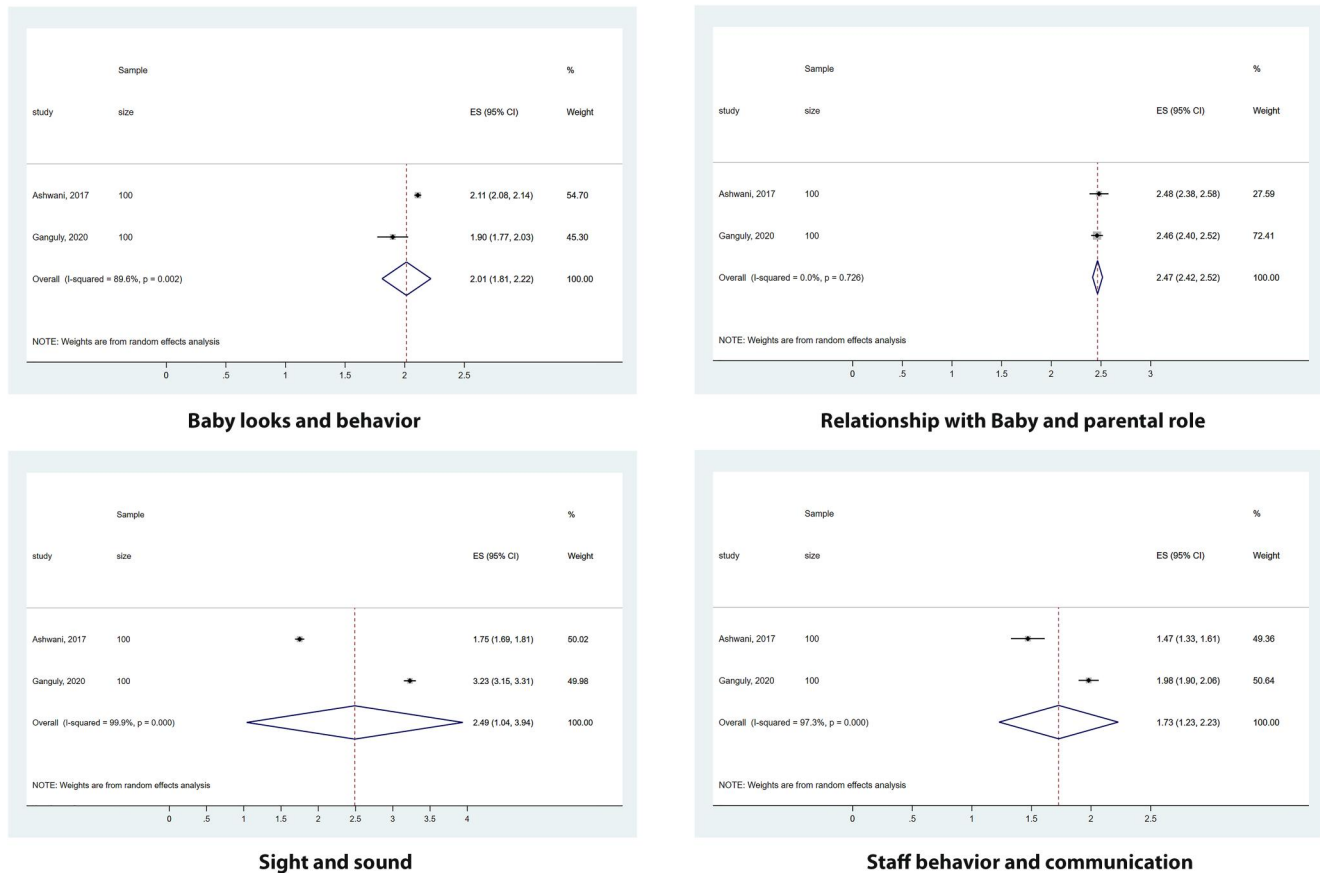 Sample %
study size ES (95% CI) Weight
Ashwani, 2017 100 2.11 (2.08, 2.14) 54.70
Ganguly, 2020 100 1.90 (1.77, 2.03) 45.30
Overall (I-squared = 89.6%, p = 0.002) 2.01 (1.81, 2.22) 100.00
NOTE: Weights are from random effects analysis
0 .5 1 1.5 2 2.5
Baby looks and behavior
Sample %
study size ES (95% CI) Weight
Ashwani, 2017 100 2.48 (2.38, 2.58) 27.59
Ganguly, 2020 100 2.46 (2.40, 2.52) 72.41
Overall (I-squared = 0.0%, p = 0.726) 2.47 (2.42, 2.52) 100.00
NOTE: Weights are from random effects analysis
0 .5 1 1.5 2 2.5 3
Relationship with Baby and parental role
Sample %
study size ES (95% CI) Weight
Ashwani, 2017 100 1.75 (1.69, 1.81) 50.02
Ganguly, 2020 100 3.23 (3.15, 3.31) 49.98
Overall (I-squared = 99.9%, p = 0.000) 2.49 (1.04, 3.94) 100.00
NOTE: Weights are from random effects analysis
0 .5 1 1.5 2 2.5 3 3.5 4
Sight and sound
Sample %
study size ES (95% CI) Weight
Ashwani, 2017 100 1.47 (1.33, 1.61) 49.36
Ganguly, 2020 100 1.98 (1.90, 2.06) 50.64
Overall (I-squared = 97.3%, p = 0.000) 1.73 (1.23, 2.23) 100.00
NOTE: Weights are from random effects analysis
0 .5 1 1.5 2 2.5
Staff behavior and communication